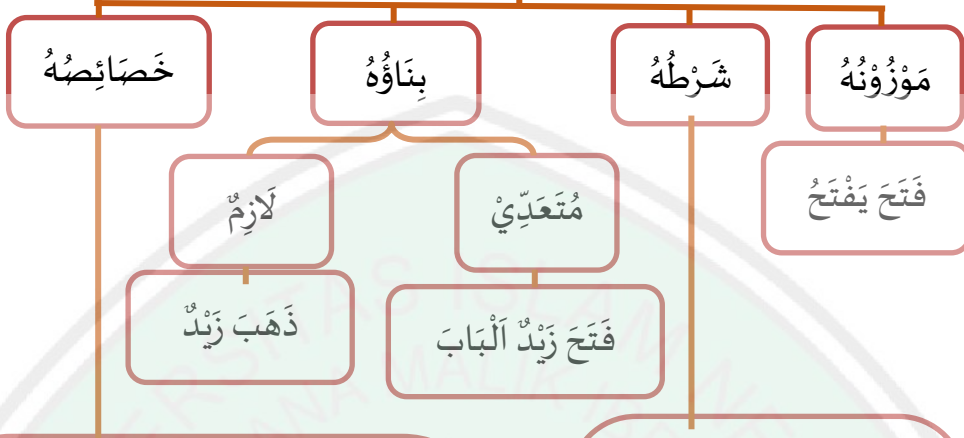 مَوْزُوْنُهُ
شَرْطُهُ
بِنَاؤُهُ
خَصَائِصُهُ
فَتَحَ يَفْتَحُ
مُتَعَدِّيْ
لَازِمٌ
فَتَحَ زَيْدٌ اَلْبَابَ
ذَهَبَ زَيْدٌ